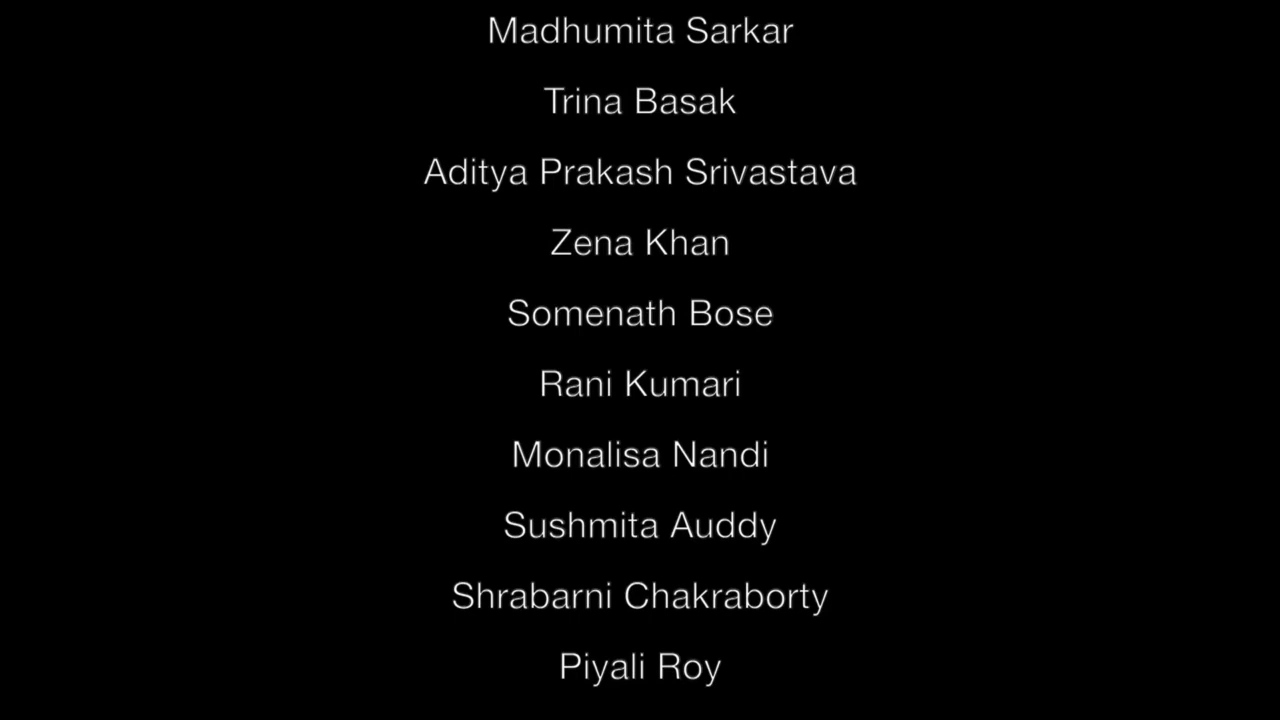 Madhumita Sarkar
Trina Basak
Aditya Prakash Srivastava
Zena Khan
Somenath Bose
Rani Kumari
Monalisa Nandi
Sushmita Auddy
Shrabarni Chakraborty
Piyali Roy